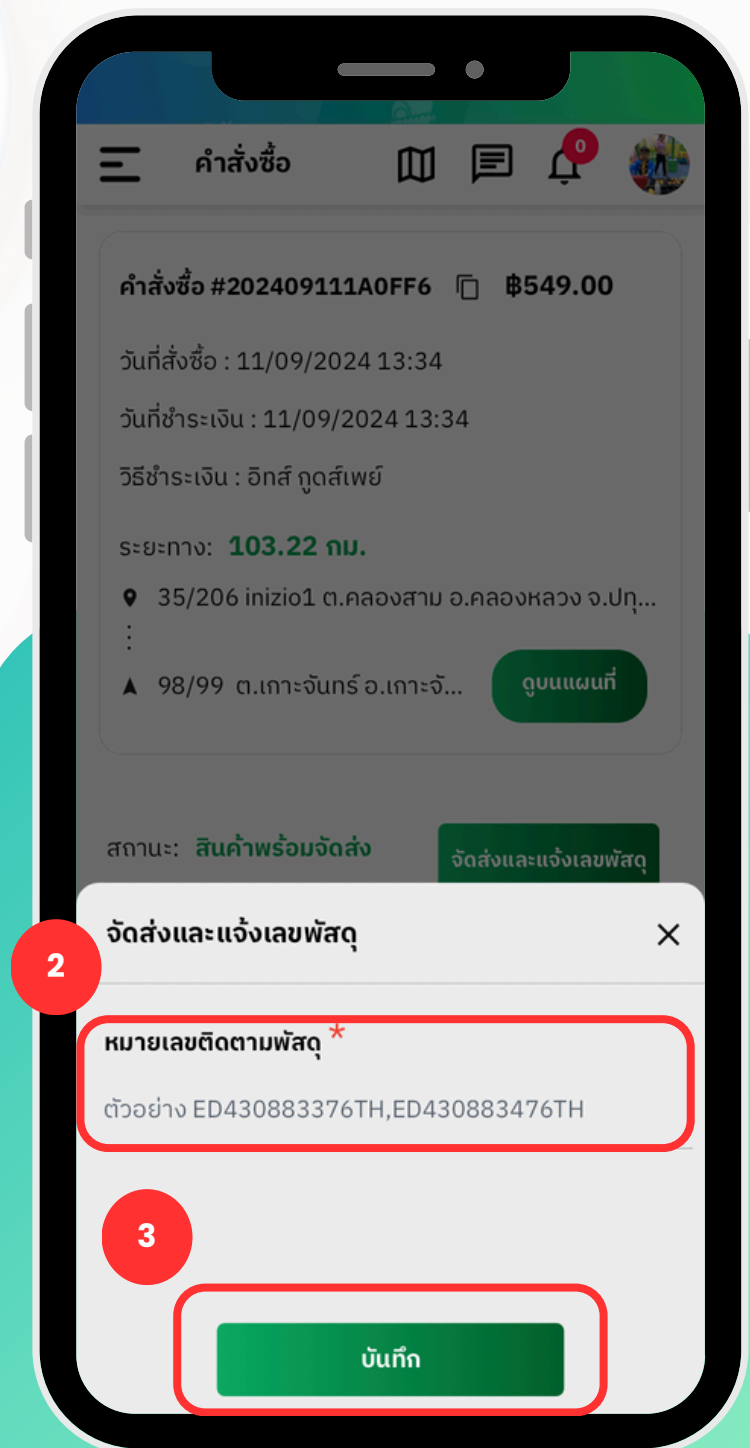 คำสั่งซื้อ
0
คำสั่งซื้อ #202409111A0FF6 ฿549.00
วันที่สั่งซื้อ : 11/09/2024 13:34
วันที่ชำระเงิน : 11/09/2024 13:34
วิธีชำระเงิน : อิทส์ กูดส์เพย์
ระยะทาง: 103.22 กม.
35/206 inizio1 ต.คลองสาม อ.คลองหลวง จ.ปทุ...
98/99 ต.เกาะจันทร์ อ.เกาะจั...
ดูบนแผนที่
สถานะ: สินค้าพร้อมจัดส่ง
จัดส่งและแจ้งเลขพัสดุ
จัดส่งและแจ้งเลขพัสดุ
2
หมายเลขติดตามพัสดุ *
ตัวอย่าง ED430883376TH,ED430883476TH
3
บันทึก